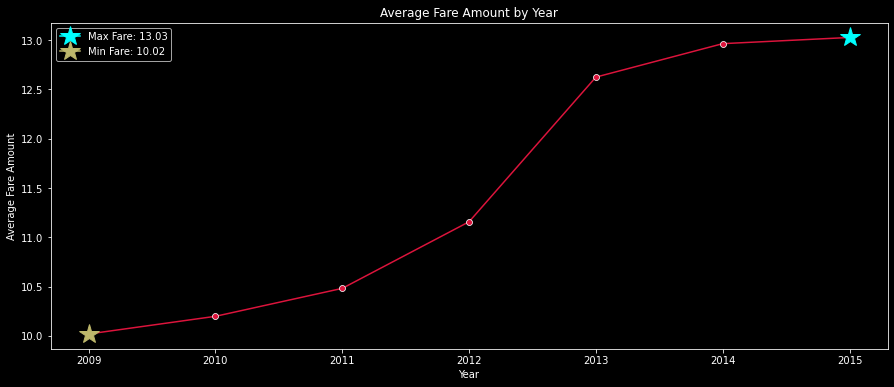 Average Fare Amount by Year
Max Fare: 13.03
Min Fare: 10.02
Average Fare Amount
13.0
12.5
12.0
11.5
11.0
10.5
10.0
2009 2010 2011 2012 2013 2014 2015
Year